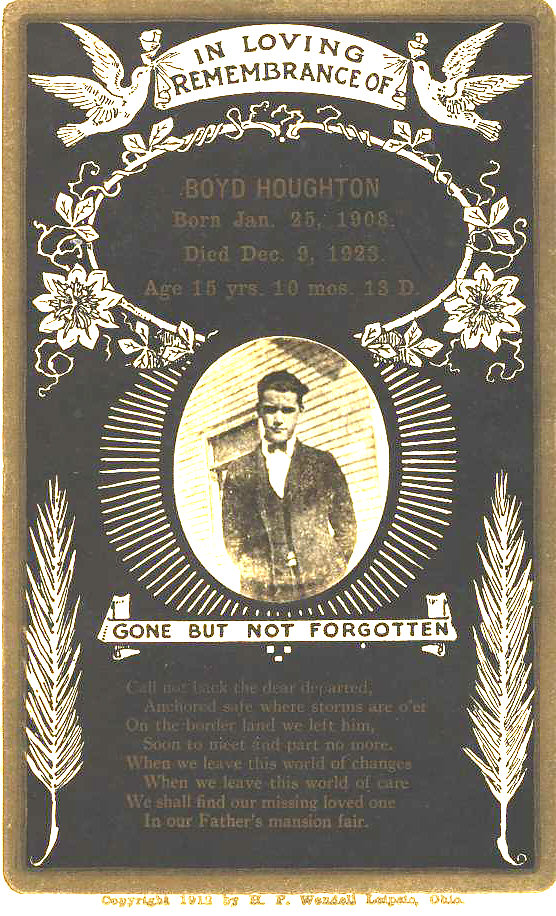 IN LOVING
REMEMBRANCE OF
BOYD HOUGHTON
Born Jan. 25, 1908.
Died Dec. 9, 1923.
Age 15 yrs. 10 mos. 13 D.
GONE BUT NOT FORGOTTEN
Call not back the dear departed,
Anchored safe where storms are o'er
On the border land we left him,
Soon to meet and part no more.
When we leave this world of changes
When we leave this world of care
We shall find our missing loved one
In our Father's mansion fair.
Copyright 1912 by H. F. Wendell Leipsic, Ohio.